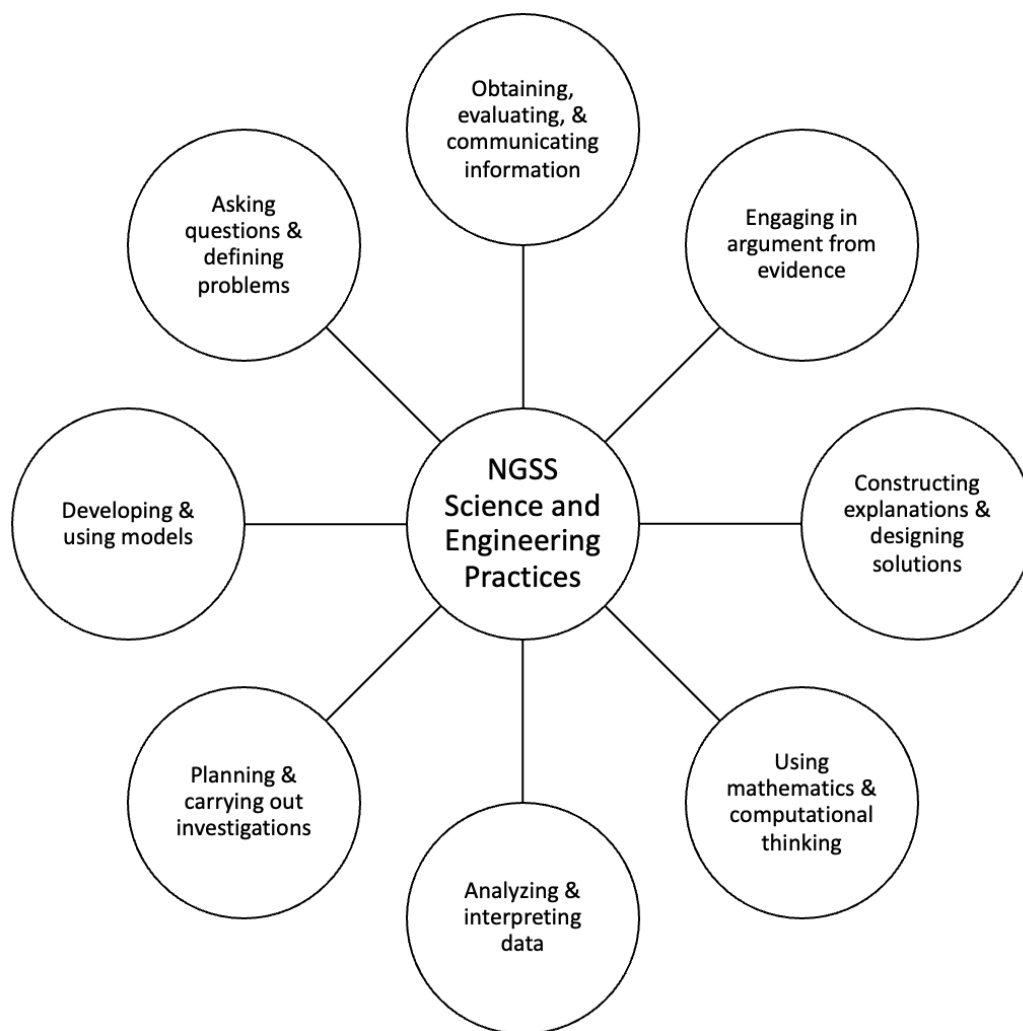 Obtaining,
evaluating, &
communicating
information
Asking
questions &
defining
problems
Engaging in
argument from
evidence
Developing &
using models
NGSS
Science and
Engineering
Practices
Constructing
explanations &
designing
solutions
Planning &
carrying out
investigations
Using
mathematics &
computational
thinking
Analyzing &
interpreting
data